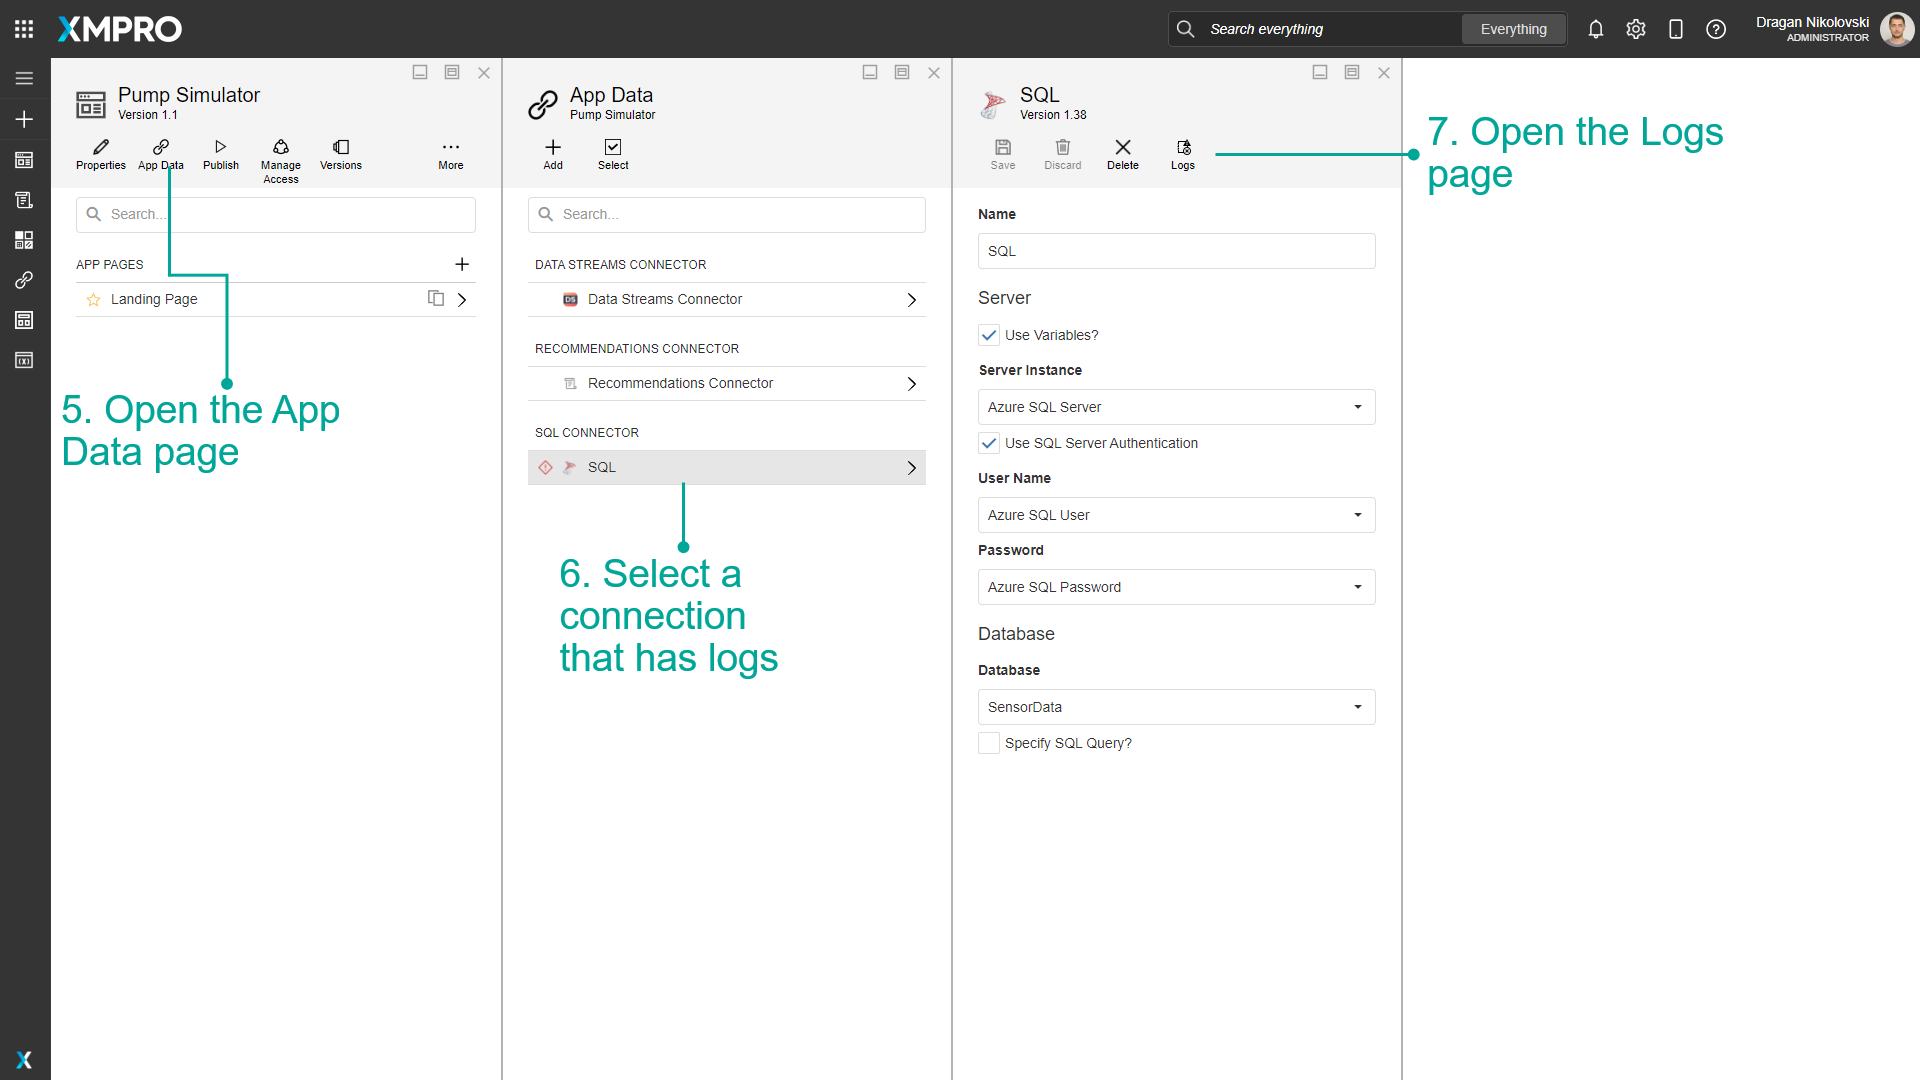 XMPRO
Search everything
Everything
Dragan Nikolovski
ADMINISTRATOR
Pump Simulator
Version 1.1
Properties
App Data
Publish
Manage
Access
Versions
More
Search...
APP PAGES
Landing Page
5. Open the App
Data page
App Data
Pump Simulator
Add
Select
Search...
DATA STREAMS CONNECTOR
DS
Data Streams Connector
RECOMMENDATIONS CONNECTOR
Recommendations Connector
SQL CONNECTOR
SQL
6. Select a
connection
that has logs
SQL
Version 1.38
Save
Discard
Delete
Logs
Name
SQL
Server
Use Variables?
Server Instance
Azure SQL Server
Use SQL Server Authentication
User Name
Azure SQL User
Password
Azure SQL Password
Database
Database
SensorData
Specify SQL Query?
7. Open the Logs
page